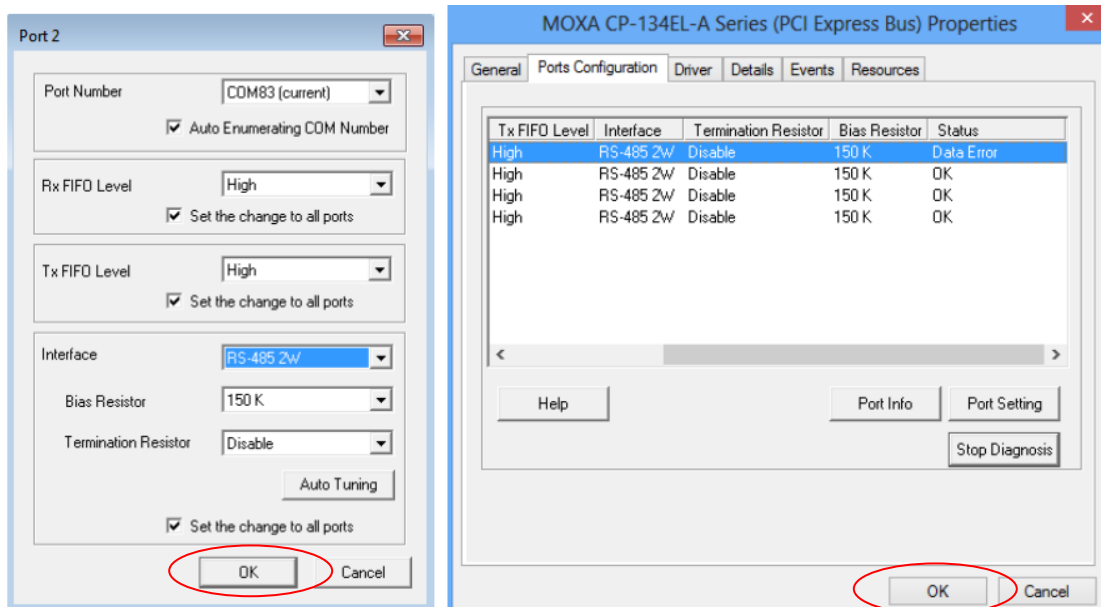 Port 2
Port Number
COM83 (current)
Auto Enumerating COM Number
Rx FIFO Level
High
Set the change to all ports
Tx FIFO Level
High
Set the change to all ports
Interface
RS-485 2W
Bias Resistor
150 K
Termination Resistor
Disable
Auto Tuning
Set the change to all ports
OK Cancel
MOXA CP-134EL-A Series (PCI Express Bus) Properties
General Ports Configuration Driver Details Events Resources
Tx FIFO Level Interface Termination Resistor Bias Resistor Status
High RS-485 2W Disable 150 K Data Error
High RS-485 2W Disable 150 K OK
High RS-485 2W Disable 150 K OK
High RS-485 2W Disable 150 K OK
Help Port Info Port Setting
Stop Diagnosis
OK Cancel